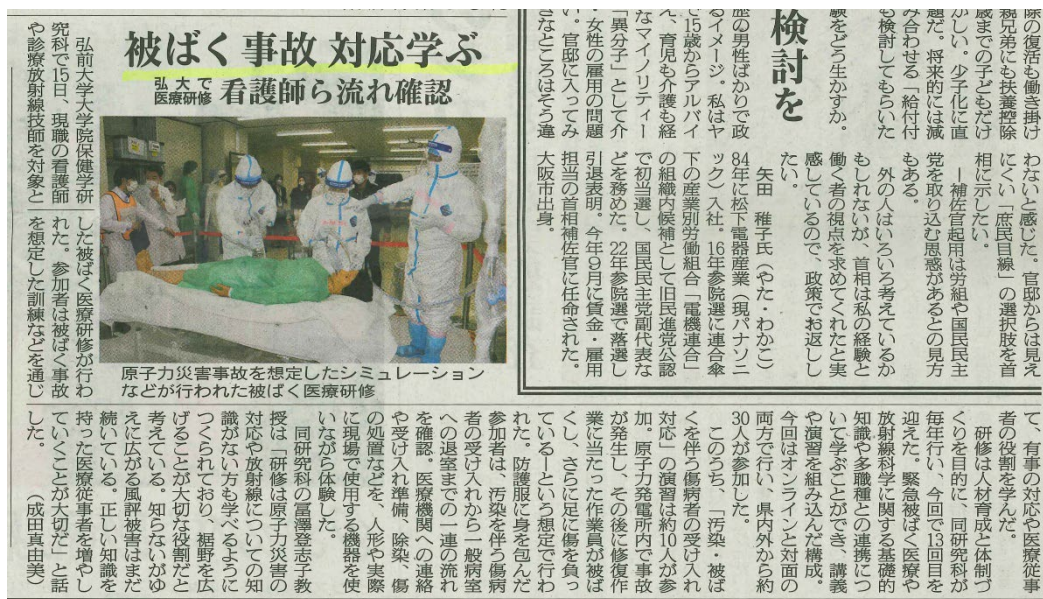 被ばく事故対応学ぶ
弘大で
医療研修
看護師ら流れ確認
弘前大学大学院保健学研
究科で15日、現職の看護師
や診療放射線技師を対象と
した被ばく医療研修が行わ
れた。参加者は被ばく事故
を想定した訓練などを通じ
原子力災害事故を想定したシミュレーション
などが行われた被ばく医療研修
て、有事の対応や医療従事
者の役割を学んだ。
研修は人材育成と体制づ
くりを目的に、同研究科が
毎年行い、今回で13回目を
迎えた。緊急被ばく医療や
放射線科学に関する基礎的
知識や多職種との連携につ
いて学ぶことができ、講義
や演習を組み込んだ構成。
今回はオンラインと対面の
両方で行い、県内外から約
30人が参加した。
このうち、「汚染・被ば
くを伴う傷病者の受け入れ
対応」の演習は約10人が参
加。原子力発電所内で事故
が発生し、その後に修復作
業に当たった作業員が被ば
くし、さらに足に傷を負っ
ている―という想定で行わ
れた。防護服に身を包んだ
参加者は、汚染を伴う傷病
者の受け入れから一般病室
への退室までの一連の流れ
を確認。医療機関への連絡
や受け入れ準備、除染、傷
の処置などを、人形や実際
に現場で使用する機器を使
いながら体験した。
同研究科の冨澤登志子教
授は「研修は原子力災害の
対応や放射線についての知
識がない方も学べるように
つくられており、裾野を広
げることが大切な役割だと
考えている。知らないがゆ
えに広がる風評被害はまだ
続いている。正しい知識を
持った医療従事者を増やし
ていくことが大切だ」と話
した。　（成田真由美）
除の復活も働き掛け
親兄弟にも扶養控除
歳までの子どもだけ
かしい。少子化に直
題だ。将来的には減
み合わせる「給付付
も検討してもらいた
験をどう生かすか。
検討を
歴の男性ばかりで政
るイメージ。私はヤ
で15歳からアルバイ
え、育児も介護も経
なマイノリティー
「異分子」として介
・女性の雇用の問題
い。官邸に入ってみ
きなところはそう違
わないと感じた。官邸からは見え
にくい「庶民目線」の選択肢を首
相に示したい。
―補佐官起用は労組や国民民主
党を取り込む思惑があるとの見方
もある。
外の人はいろいろ考えているか
もしれないが、首相は私の経験と
働く者の視点を求めてくれたと実
感しているので、政策でお返しし
たい。
矢田　稚子氏（やた・わかこ）
84年に松下電器産業（現パナソニ
ック）入社。16年参院選に連合傘
下の産業別労働組合「電機連合」
の組織内候補として旧民進党公認
で初当選し、国民民主党副代表な
どを務めた。22年参院選で落選し
引退表明。今年9月に賃金・雇用
担当の首相補佐官に任命された。
大阪市出身。